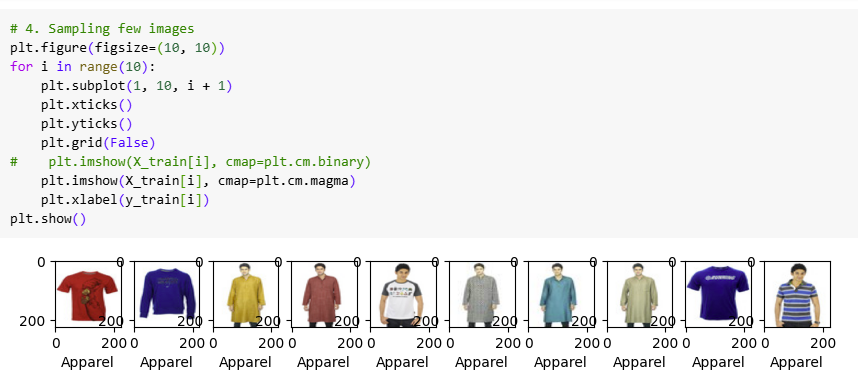 # 4. Sampling few images
plt.figure(figsize=(10, 10))
for i in range(10):
    plt.subplot(1, 10, i + 1)
    plt.xticks()
    plt.yticks()
    plt.grid(False)
#    plt.imshow(X_train[i], cmap=plt.cm.binary)
    plt.imshow(X_train[i], cmap=plt.cm.magma)
    plt.xlabel(y_train[i])
plt.show()
0 0 0 0 0 0 0 0 0 0
200 200 200 200 200 200 200 200 200 200
0 200 0 200 0 200 0 200 0 200 0 200 0 200 0 200 0 200 0 200
Apparel Apparel Apparel Apparel Apparel Apparel Apparel Apparel Apparel Apparel